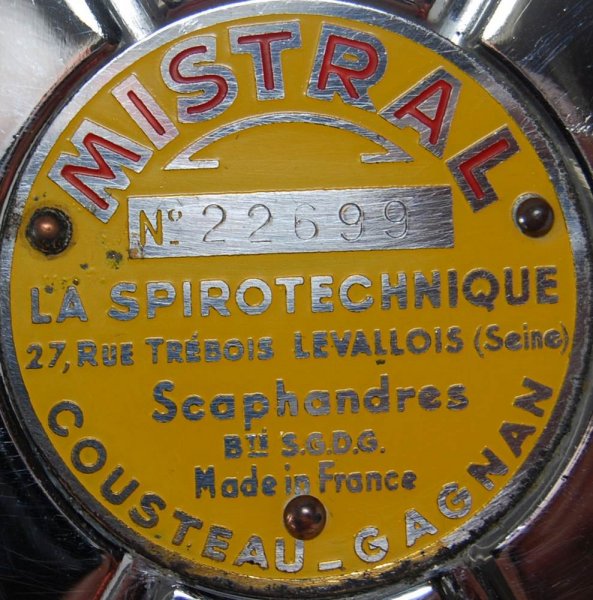 MISTRAL
Nº 22699
LA SPIROTECHNIQUE
27, RUE TRÉBOIS LEVALLOIS (Seine)
Scaphandres
BTÉ S.G.D.G.
Made in France
COUSTEAU_GAGNAN